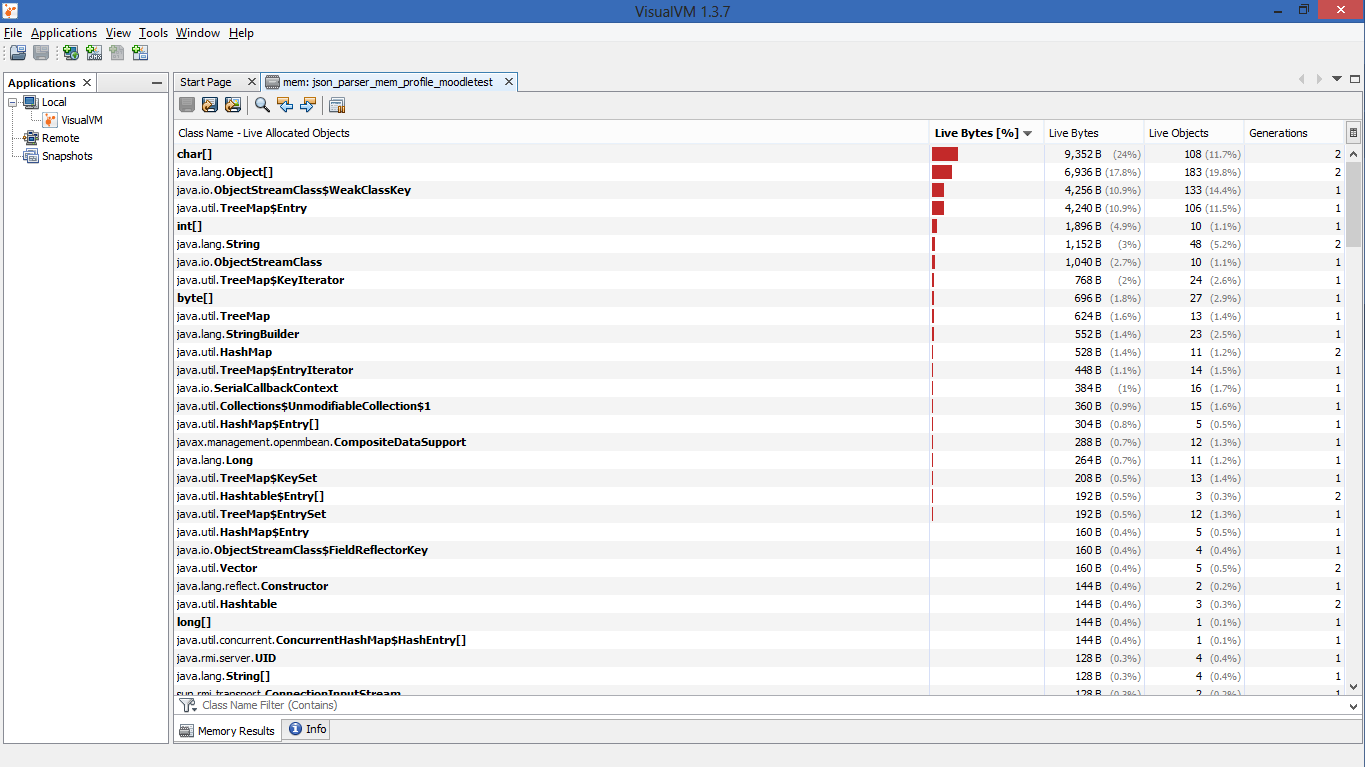 VisualVM 1.3.7
File Applications View Tools Window Help
Applications
Start Page
mem: json_parser_mem_profile_moodletest
Local
VisualVM
Remote
Snapshots
Class Name - Live Allocated Objects Live Bytes [%] Live Bytes Live Objects Generations
char[] 9,352 B (24%) 108 (11.7%) 2
java.lang.Object[] 6,936 B (17.8%) 183 (19.8%) 2
java.io.ObjectStreamClass$WeakClassKey 4,256 B (10.9%) 133 (14.4%) 1
java.util.TreeMap$Entry 4,240 B (10.9%) 106 (11.5%) 1
int[] 1,896 B (4.9%) 10 (1.1%) 1
java.lang.String 1,152 B (3%) 48 (5.2%) 2
java.io.ObjectStreamClass 1,040 B (2.7%) 10 (1.1%) 1
java.util.TreeMap$KeyIterator 768 B (2%) 24 (2.6%) 1
byte[] 696 B (1.8%) 27 (2.9%) 1
java.util.TreeMap 624 B (1.6%) 13 (1.4%) 1
java.lang.StringBuilder 552 B (1.4%) 23 (2.5%) 1
java.util.HashMap 528 B (1.4%) 11 (1.2%) 2
java.util.TreeMap$EntryIterator 448 B (1.1%) 14 (1.5%) 1
java.io.SerialCallbackContext 384 B (1%) 16 (1.7%) 1
java.util.Collections$UnmodifiableCollection$1 360 B (0.9%) 15 (1.6%) 1
java.util.HashMap$Entry[] 304 B (0.8%) 5 (0.5%) 1
javax.management.openmbean.CompositeDataSupport 288 B (0.7%) 12 (1.3%) 1
java.lang.Long 264 B (0.7%) 11 (1.2%) 1
java.util.TreeMap$KeySet 208 B (0.5%) 13 (1.4%) 1
java.util.Hashtable$Entry[] 192 B (0.5%) 3 (0.3%) 2
java.util.TreeMap$EntrySet 192 B (0.5%) 12 (1.3%) 1
java.util.HashMap$Entry 160 B (0.4%) 5 (0.5%) 1
java.io.ObjectStreamClass$FieldReflectorKey 160 B (0.4%) 4 (0.4%) 1
java.util.Vector 160 B (0.4%) 5 (0.5%) 2
java.lang.reflect.Constructor 144 B (0.4%) 2 (0.2%) 1
java.util.Hashtable 144 B (0.4%) 3 (0.3%) 2
long[] 144 B (0.4%) 1 (0.1%) 1
java.util.concurrent.ConcurrentHashMap$HashEntry[] 144 B (0.4%) 1 (0.1%) 1
java.rmi.server.UID 128 B (0.3%) 4 (0.4%) 1
java.lang.String[] 128 B (0.3%) 4 (0.4%) 1
sun.rmi.transport.ConnectionInputStream 128 B (0.3%) 2 (0.2%) 1
Class Name Filter (Contains)
Memory Results
Info